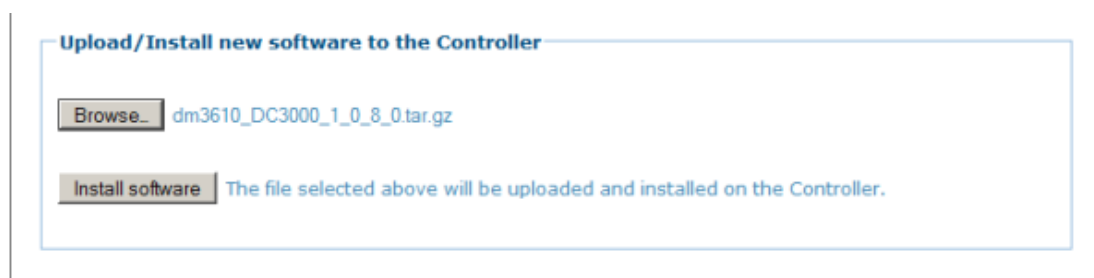 Upload/Install new software to the Controller
Browse_ dm3610_DC3000_1_0_8_0.tar.gz
Install software The file selected above will be uploaded and installed on the Controller.